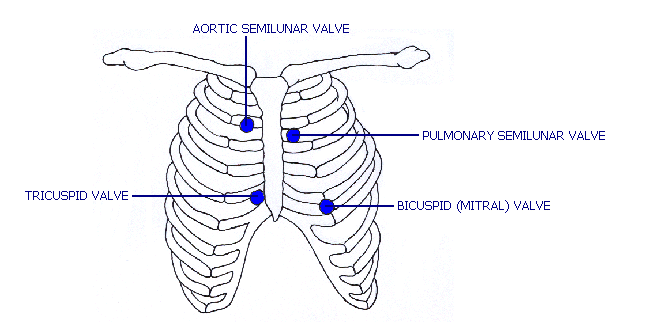 AORTIC SEMILUNAR VALVE
PULMONARY SEMILUNAR VALVE
TRICUSPID VALVE
BICUSPID (MITRAL) VALVE